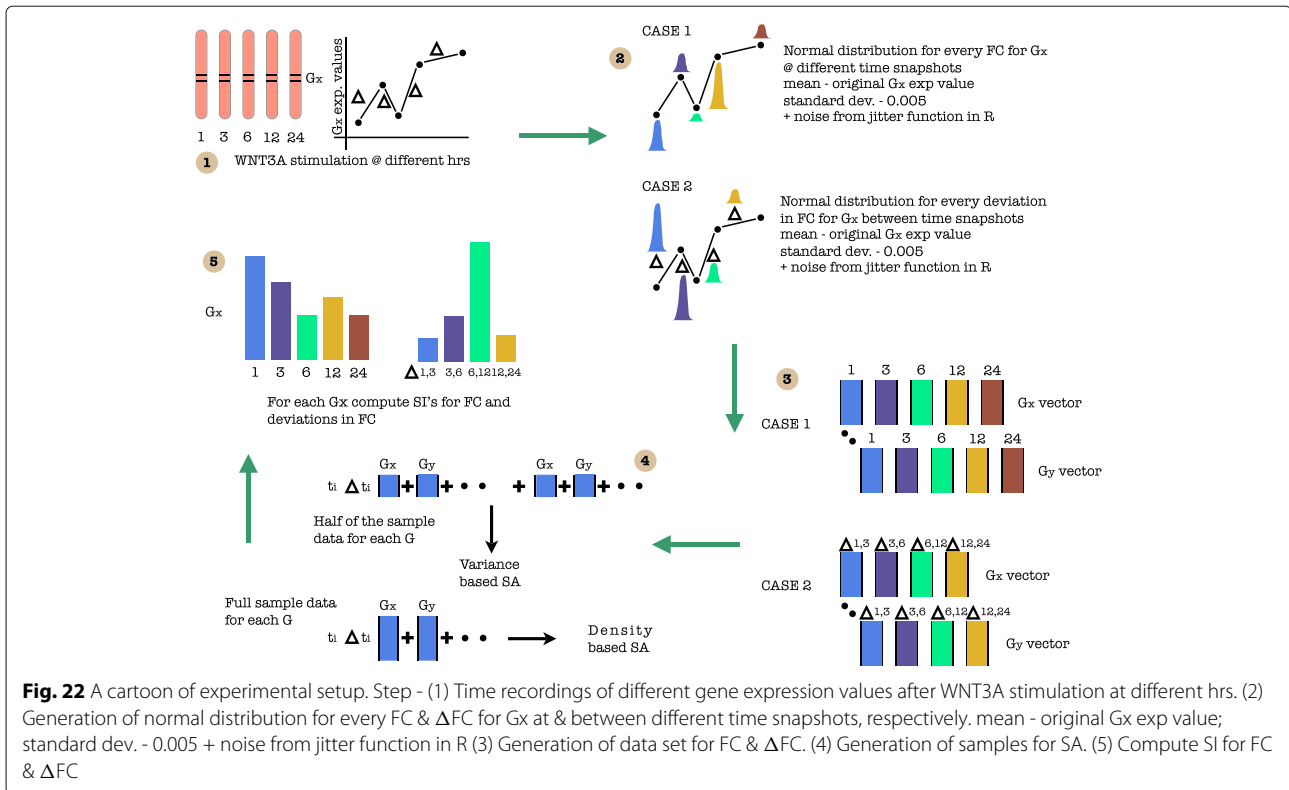 Gx
Gx exp. values
1 3 6 12 24
1 WNT3A stimulation @ different hrs
CASE 1
2
Normal distribution for every FC for Gx
@ different time snapshots
mean - original Gx exp value
standard dev. - 0.005
+ noise from jitter function in R
CASE 2
Normal distribution for every deviation
in FC for Gx between time snapshots
mean - original Gx exp value
standard dev. - 0.005
+ noise from jitter function in R
3
1 3 6 12 24
Gx vector
CASE 1
1 3 6 12 24
Gy vector
Δ1,3 Δ3,6 Δ6,12 Δ12,24
Gx vector
CASE 2
Δ1,3 Δ3,6 Δ6,12 Δ12,24
Gy vector
4
Gx Gy Gx Gy
ti Δ ti + + • • + + + • •
Half of the sample
data for each G
Variance
based SA
Full sample data
for each G
Gx Gy
ti Δ ti + + • •
Density
based SA
5
Gx
1 3 6 12 24
Δ1,3 3,6 6,12 12,24
For each Gx compute SI's for FC and
deviations in FC
Fig. 22 A cartoon of experimental setup. Step - (1) Time recordings of different gene expression values after WNT3A stimulation at different hrs. (2)
Generation of normal distribution for every FC & ΔFC for Gx at & between different time snapshots, respectively. mean - original Gx exp value;
standard dev. - 0.005 + noise from jitter function in R (3) Generation of data set for FC & ΔFC. (4) Generation of samples for SA. (5) Compute SI for FC
& ΔFC